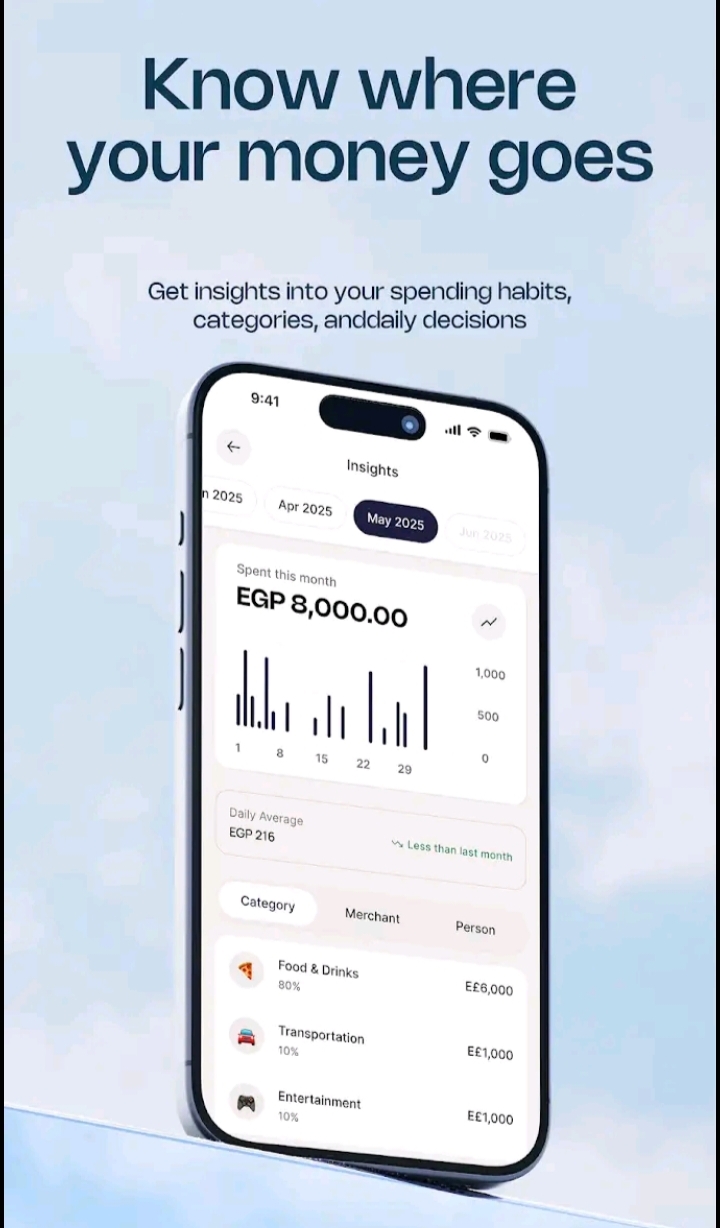 Know where
your money goes
Get insights into your spending habits,
categories, anddaily decisions
9:41
Insights
n 2025
Apr 2025
May 2025
Jun 2025
Spent this month
EGP 8,000.00
1,000
500
0
1
8
15
22
29
Daily Average
EGP 216
Less than last month
Category
Merchant
Person
Food & Drinks
80%
E£6,000
Transportation
10%
E£1,000
Entertainment
10%
E£1,000